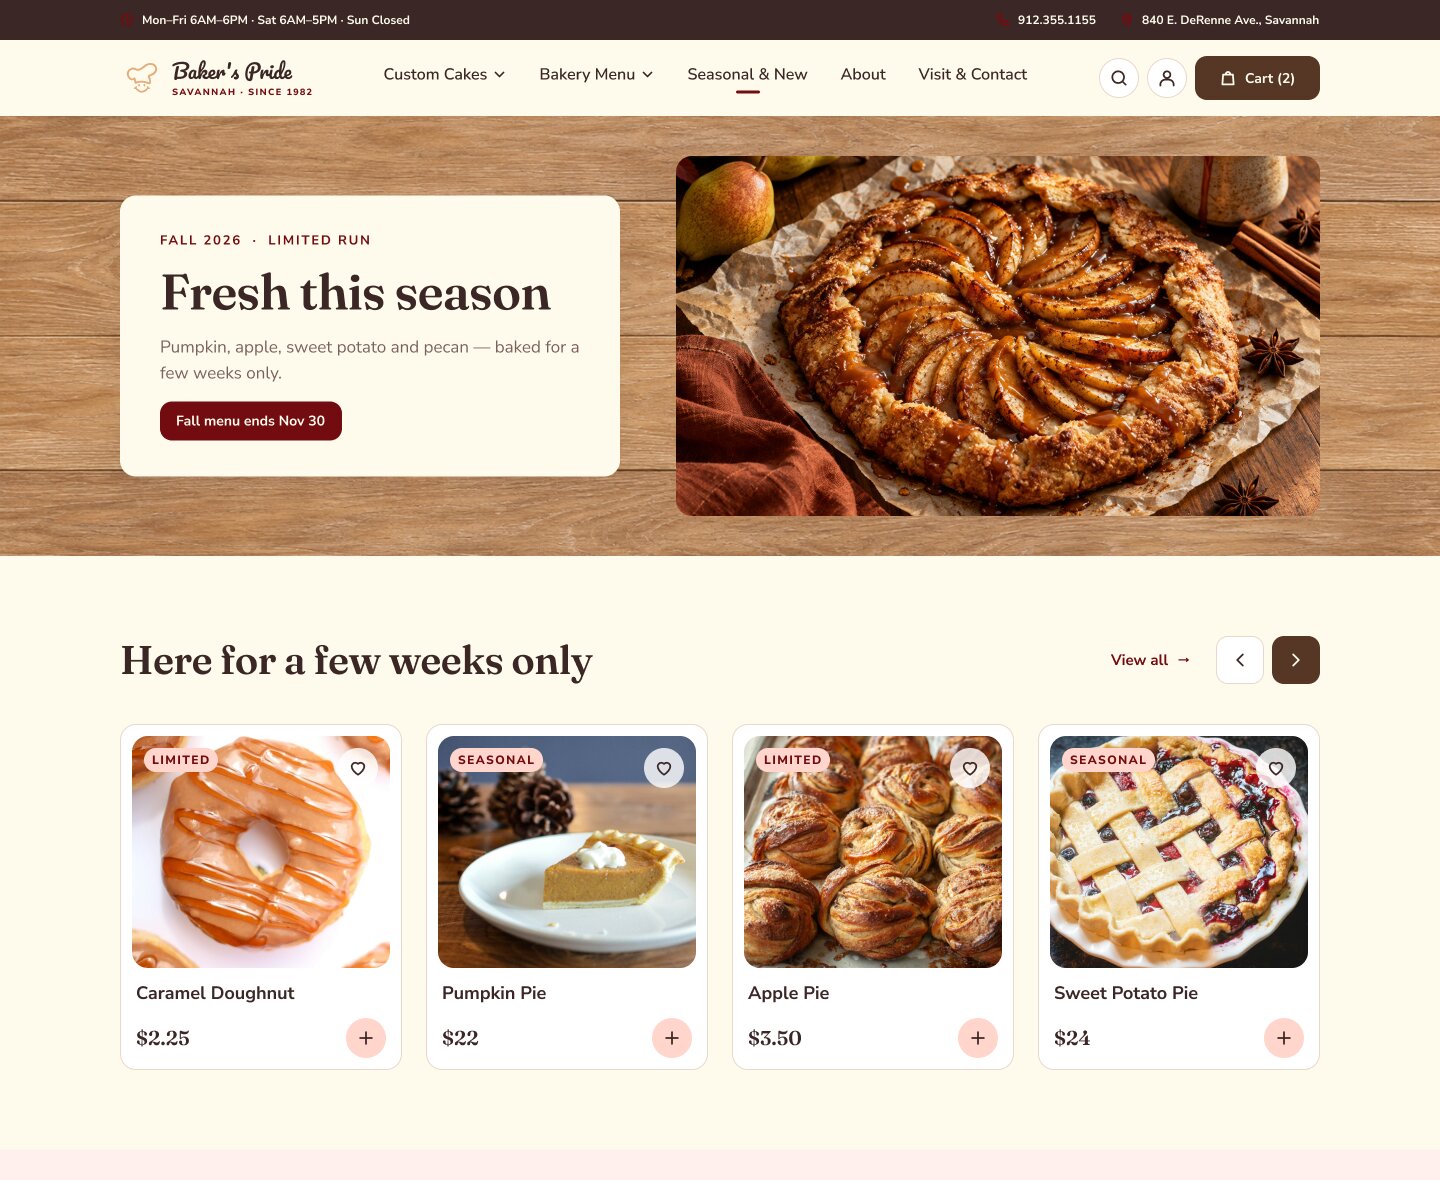 Mon–Fri 6AM–6PM · Sat 6AM–5PM · Sun Closed
912.355.1155
840 E. DeRenne Ave., Savannah
Baker's Pride
SAVANNAH · SINCE 1982
Custom Cakes
Bakery Menu
Seasonal & New
About
Visit & Contact
Cart (2)
FALL 2026 · LIMITED RUN
Fresh this season
Pumpkin, apple, sweet potato and pecan — baked for a
few weeks only.
Fall menu ends Nov 30
Here for a few weeks only
View all →
LIMITED
SEASONAL
LIMITED
SEASONAL
Caramel Doughnut
Pumpkin Pie
Apple Pie
Sweet Potato Pie
$2.25
$22
$3.50
$24